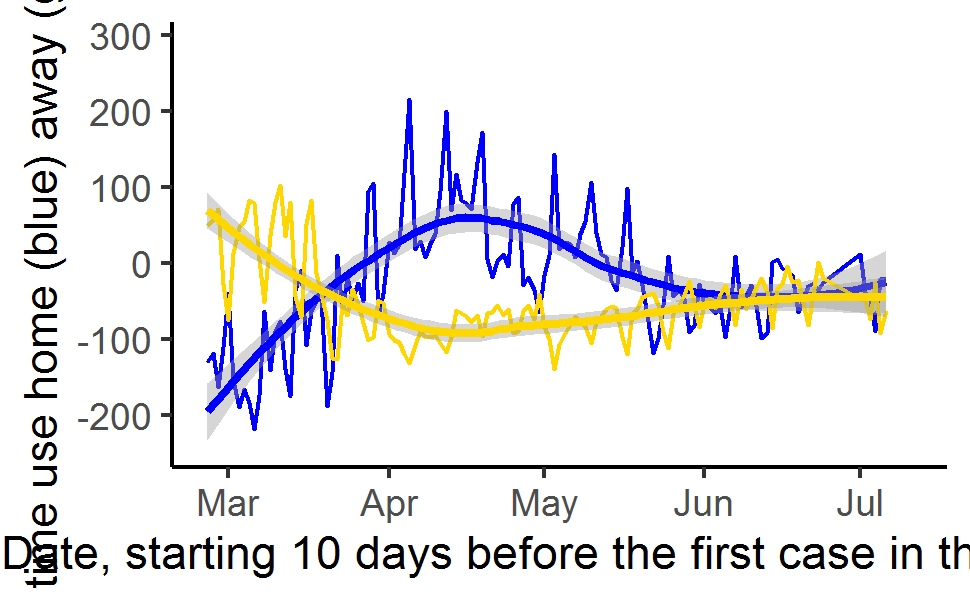 time use home (blue) away (
300
200
100
0
-100
-200
Mar Apr May Jun Jul
Date, starting 10 days before the first case in th